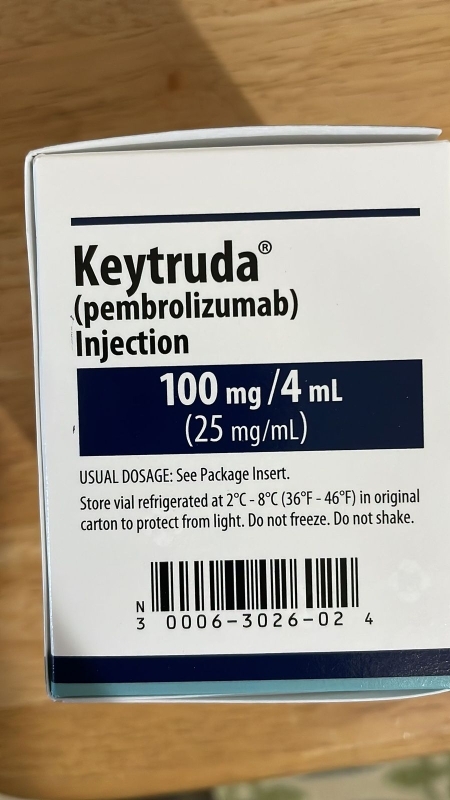 Keytruda®
(pembrolizumab)
Injection
100 mg /4 mL
(25 mg/mL)
USUAL DOSAGE: See Package Insert.
Store vial refrigerated at 2°C - 8°C (36°F - 46°F) in original
carton to protect from light. Do not freeze. Do not shake.
N
3 0006-3026-02 4